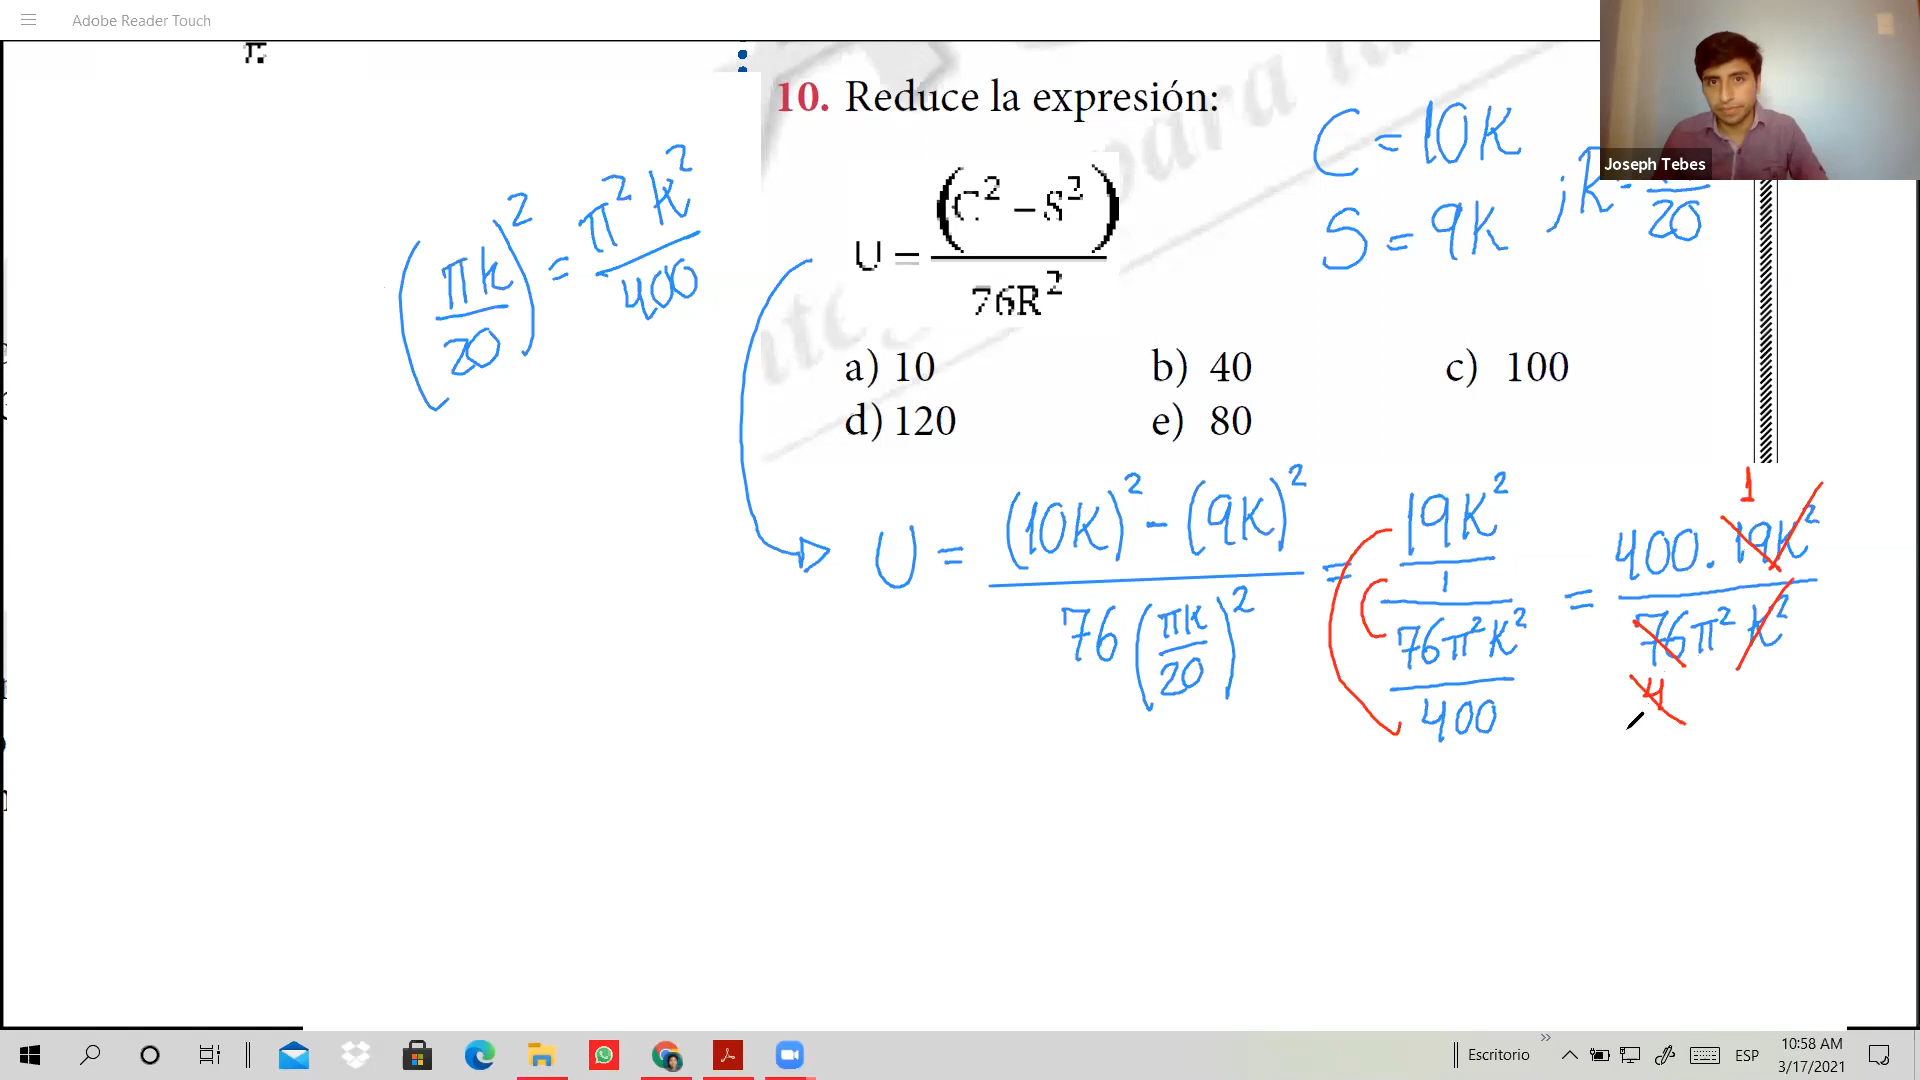 Adobe Reader Touch
π
10. Reduce la expresión:
U = (C² – S²) / 76R²
a) 10 b) 40 c) 100
d) 120 e) 80
C = 10K
S = 9K
; R = / 20
(πk/20)² = π²k²/400
U = (10K)² - (9K)² / 76(πk/20)² = 19K²/1 / 76π²K²/400 = 400.19K² / 76π²k²
1
4
Joseph Tebes
Escritorio
ESP
10:58 AM
3/17/2021